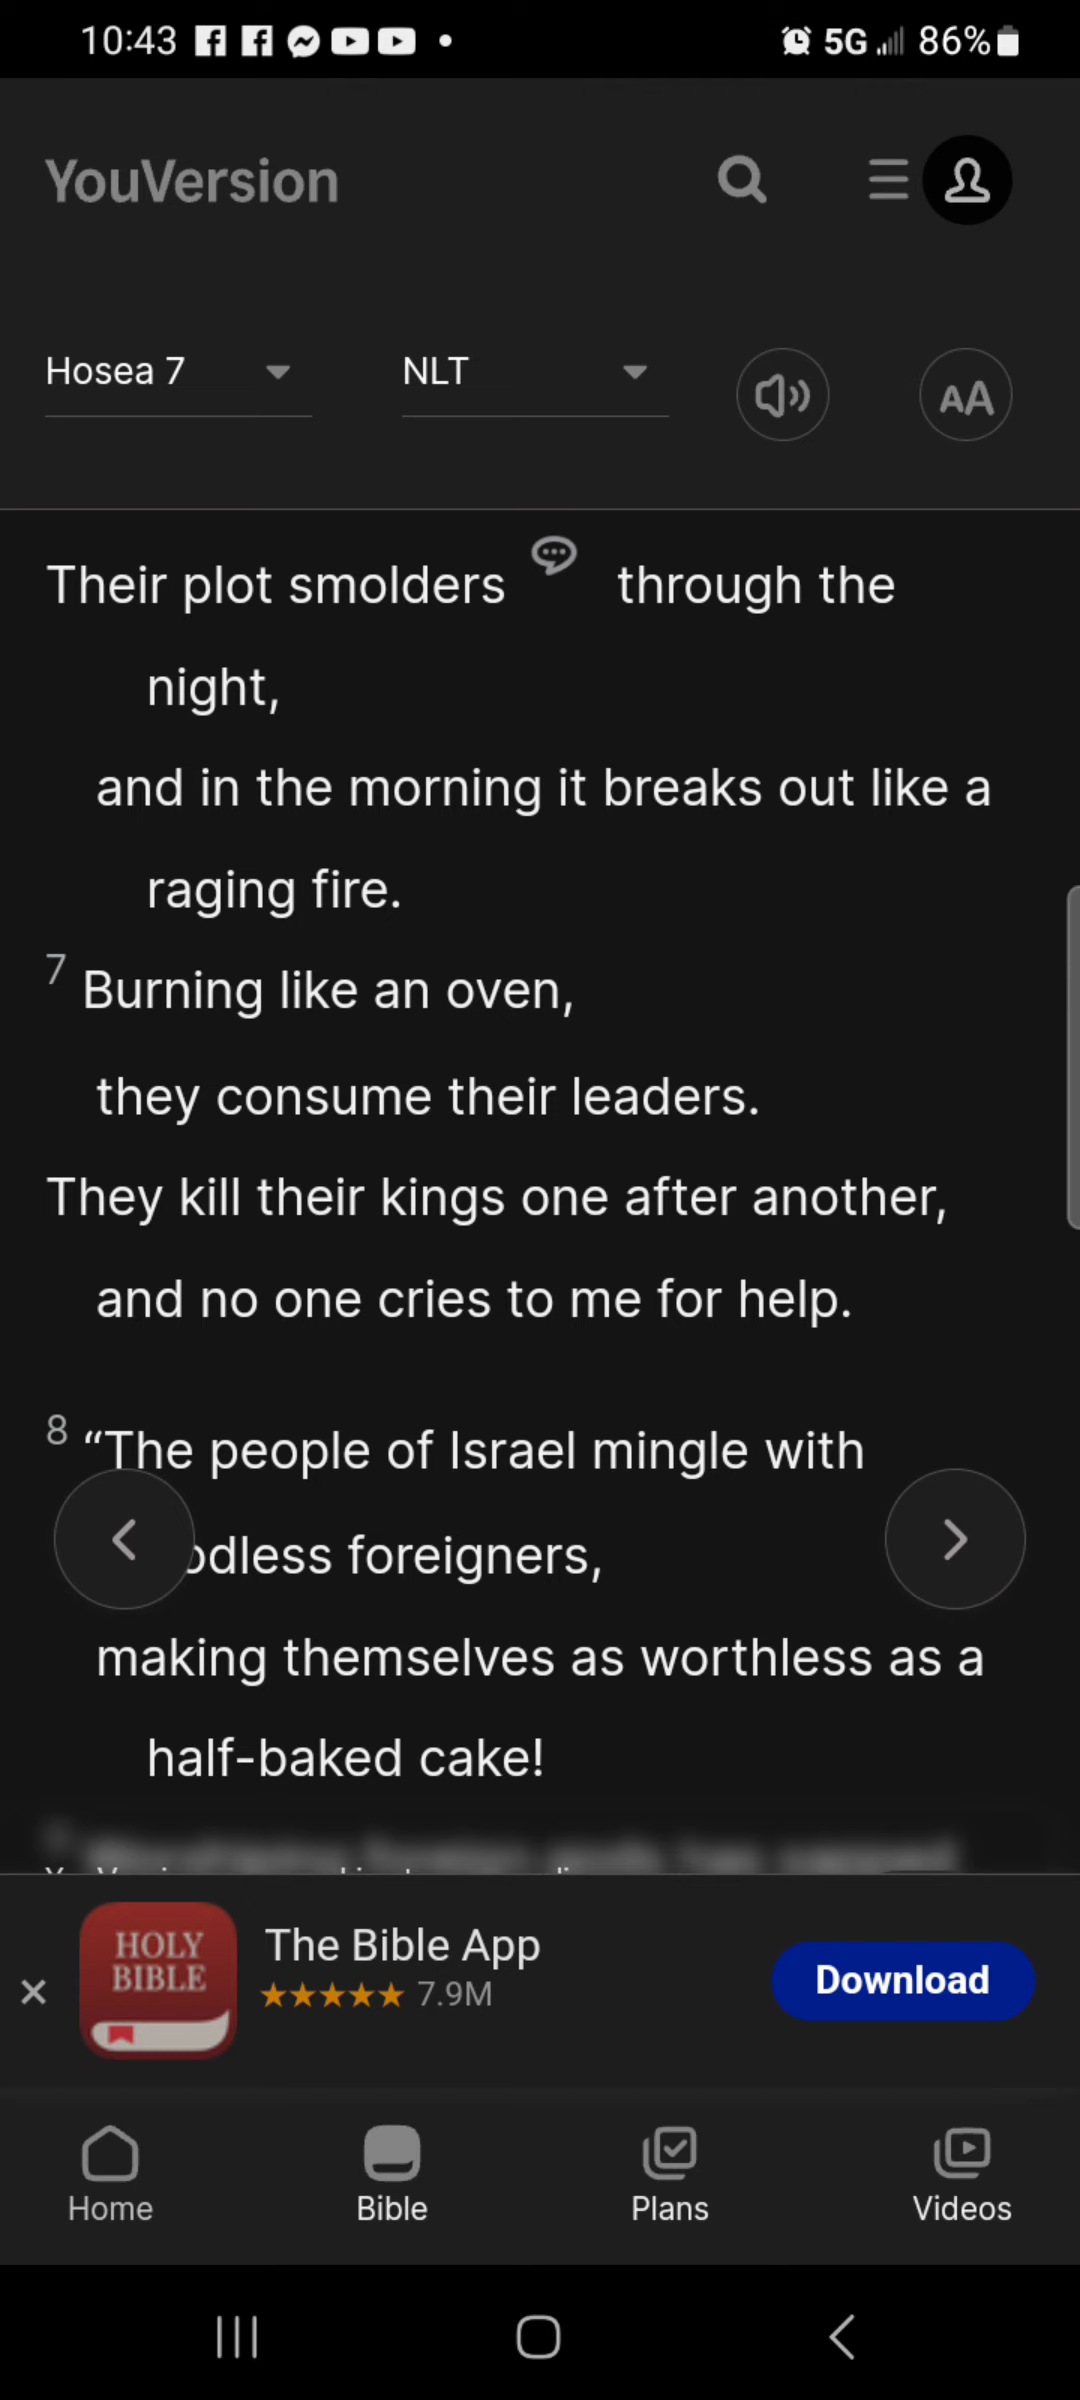 10:43 5G 86%
YouVersion
Hosea 7 NLT AA
Their plot smolders through the
night,
and in the morning it breaks out like a
raging fire.
7 Burning like an oven,
they consume their leaders.
They kill their kings one after another,
and no one cries to me for help.
8 “The people of Israel mingle with
odless foreigners,
making themselves as worthless as a
half-baked cake!
HOLY
BIBLE
The Bible App
7.9M
Download
Home Bible Plans Videos